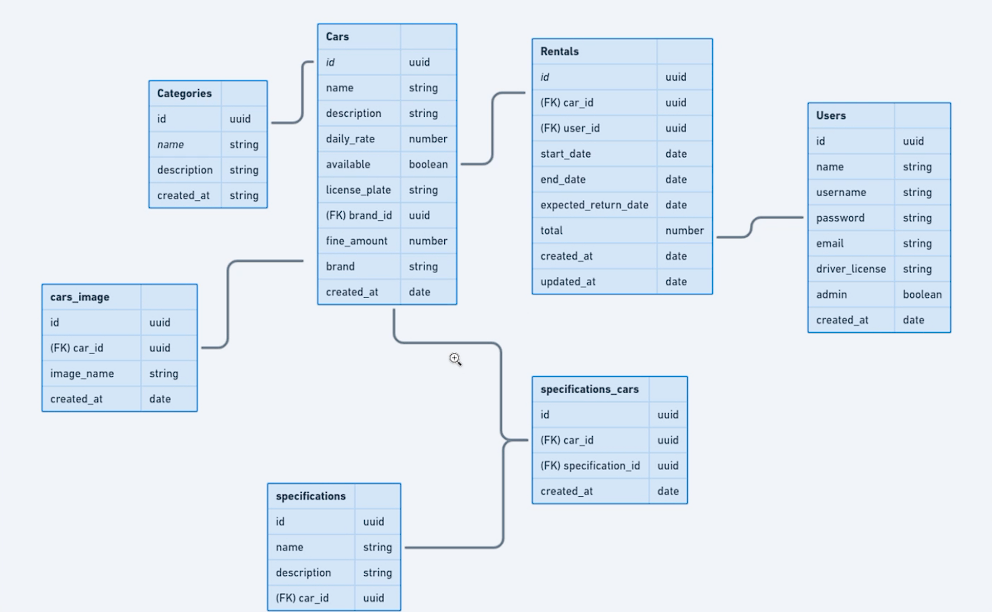 Cars
id uuid
name string
description string
daily_rate number
available boolean
license_plate string
(FK) brand_id uuid
fine_amount number
brand string
created_at date
Rentals
id uuid
(FK) car_id uuid
(FK) user_id uuid
start_date date
end_date date
expected_return_date date
total number
created_at date
updated_at date
Categories
id uuid
name string
description string
created_at string
Users
id uuid
name string
username string
password string
email string
driver_license string
admin boolean
created_at date
cars_image
id uuid
(FK) car_id uuid
image_name string
created_at date
specifications_cars
id uuid
(FK) car_id uuid
(FK) specification_id uuid
created_at date
specifications
id uuid
name string
description string
(FK) car_id uuid